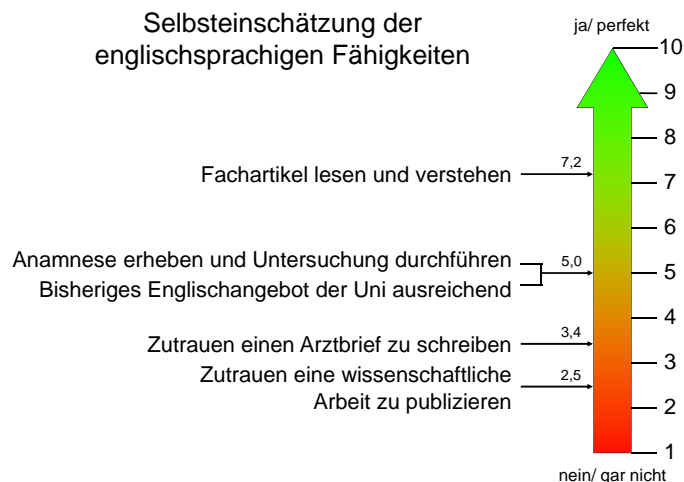 Selbsteinschätzung der
englischsprachigen Fähigkeiten
ja/ perfekt
10
9
8
Fachartikel lesen und verstehen
7,2
7
6
Anamnese erheben und Untersuchung durchführen
Bisheriges Englischangebot der Uni ausreichend
5,0
5
4
Zutrauen einen Arztbrief zu schreiben
3,4
3
Zutrauen eine wissenschaftliche
Arbeit zu publizieren
2,5
2
1
nein/ gar nicht